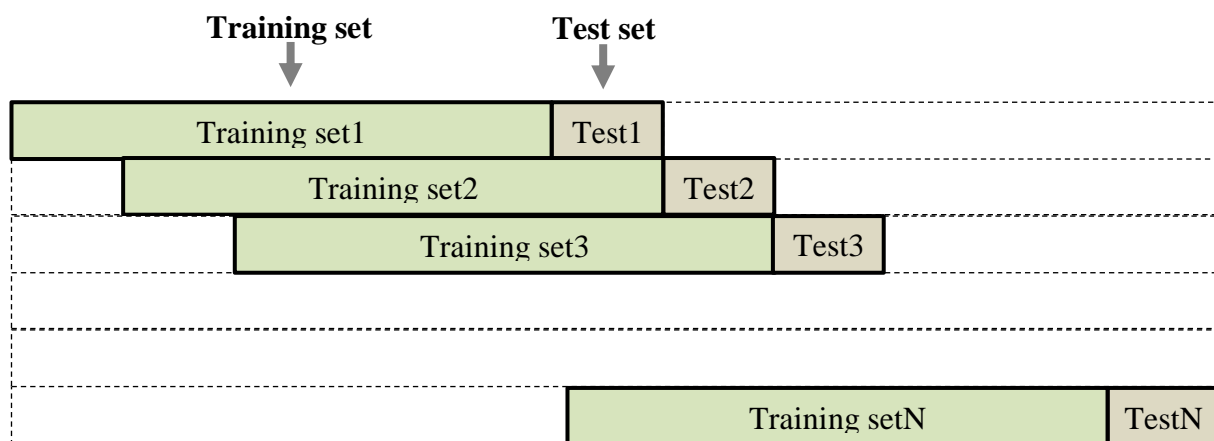 Training set Test set
Training set1 Test1
Training set2 Test2
Training set3 Test3
Training setN TestN